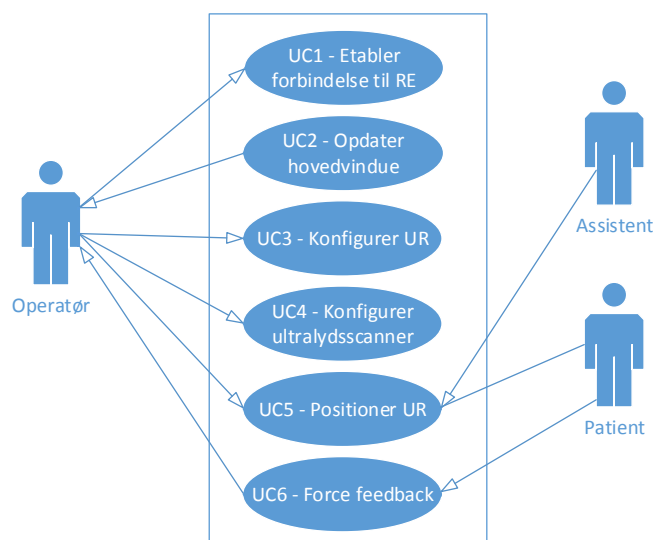 UC1 - Etabler
forbindelse til RE
UC2 - Opdater
hovedvindue
UC3 - Konfigurer UR
UC4 - Konfigurer
ultralydsscanner
UC5 - Positioner UR
UC6 - Force feedback
Operatør
Assistent
Patient